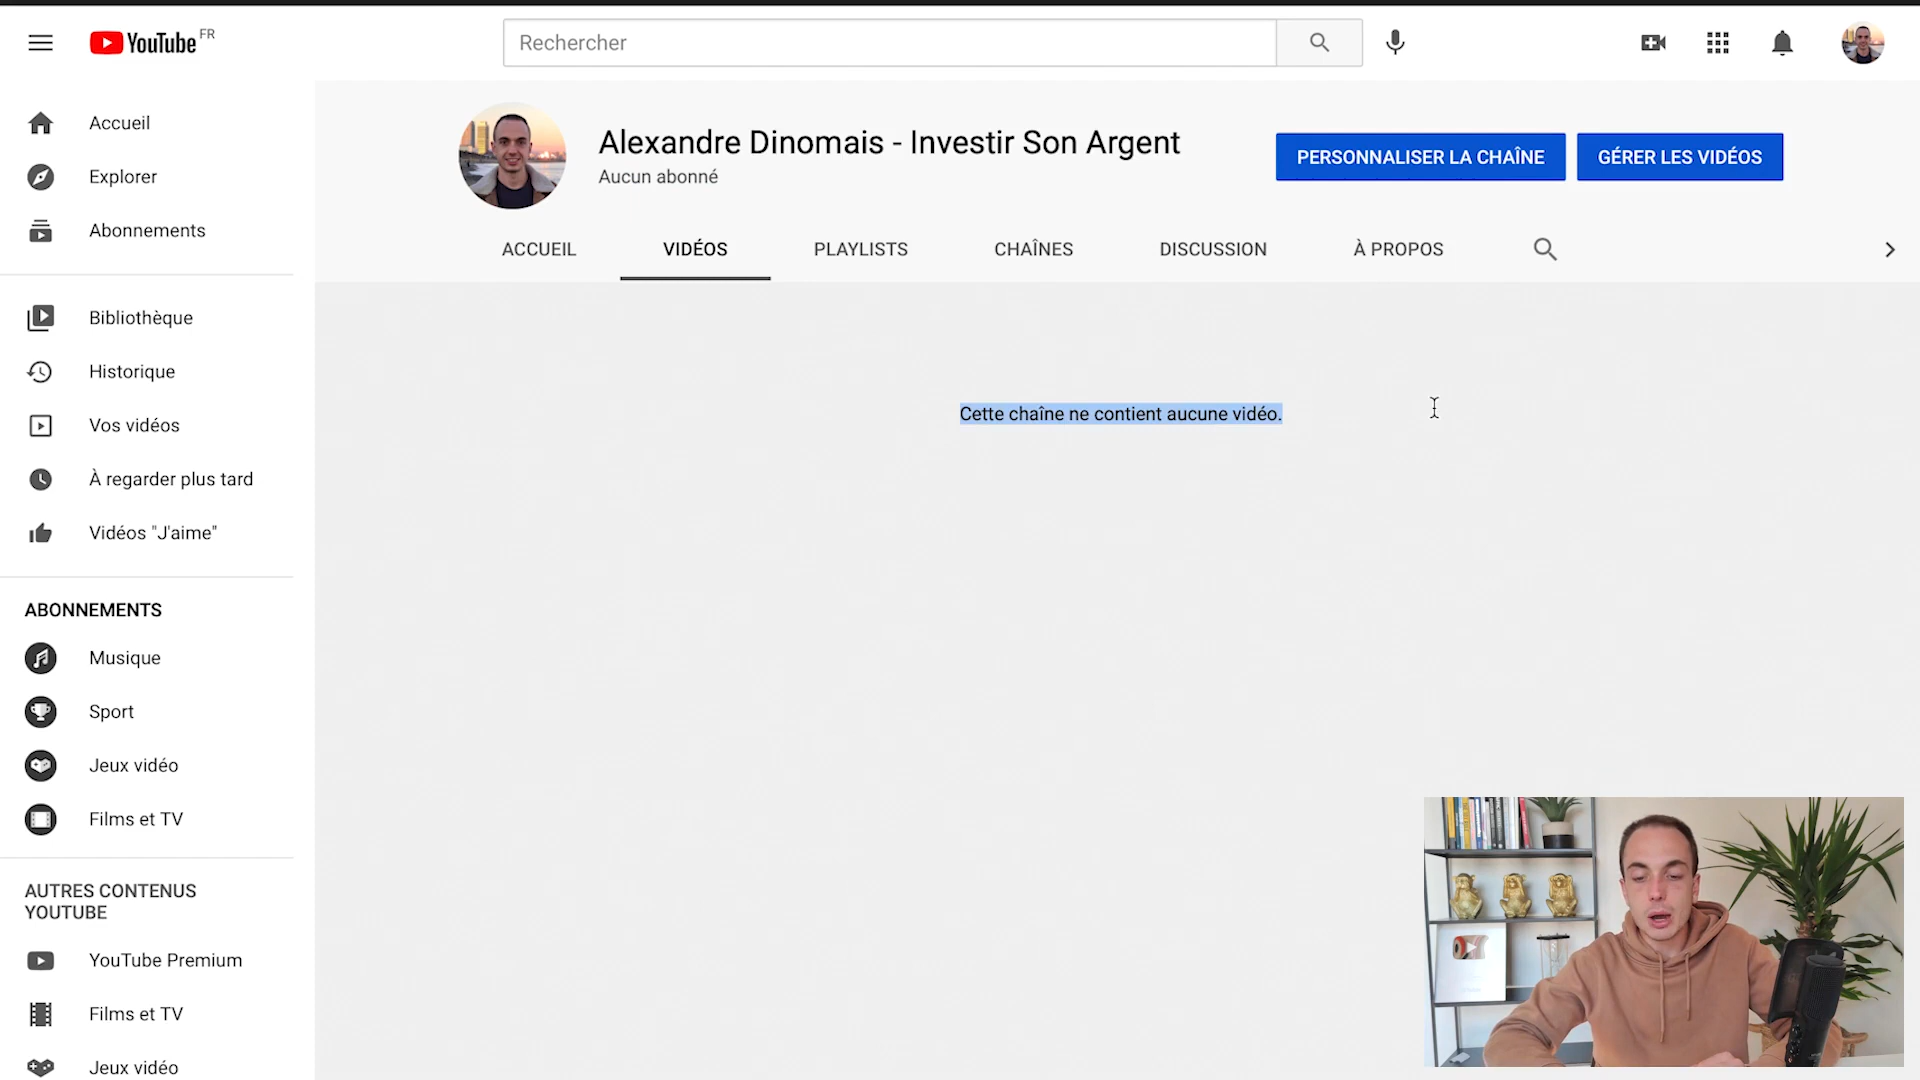 YouTube FR
Rechercher
Accueil
Explorer
Abonnements
Bibliothèque
Historique
Vos vidéos
À regarder plus tard
Vidéos "J'aime"
ABONNEMENTS
Musique
Sport
Jeux vidéo
Films et TV
AUTRES CONTENUS
YOUTUBE
YouTube Premium
Films et TV
Jeux vidéo
Alexandre Dinomais - Investir Son Argent
Aucun abonné
PERSONNALISER LA CHAÎNE
GÉRER LES VIDÉOS
ACCUEIL
VIDÉOS
PLAYLISTS
CHAÎNES
DISCUSSION
À PROPOS
Cette chaîne ne contient aucune vidéo.